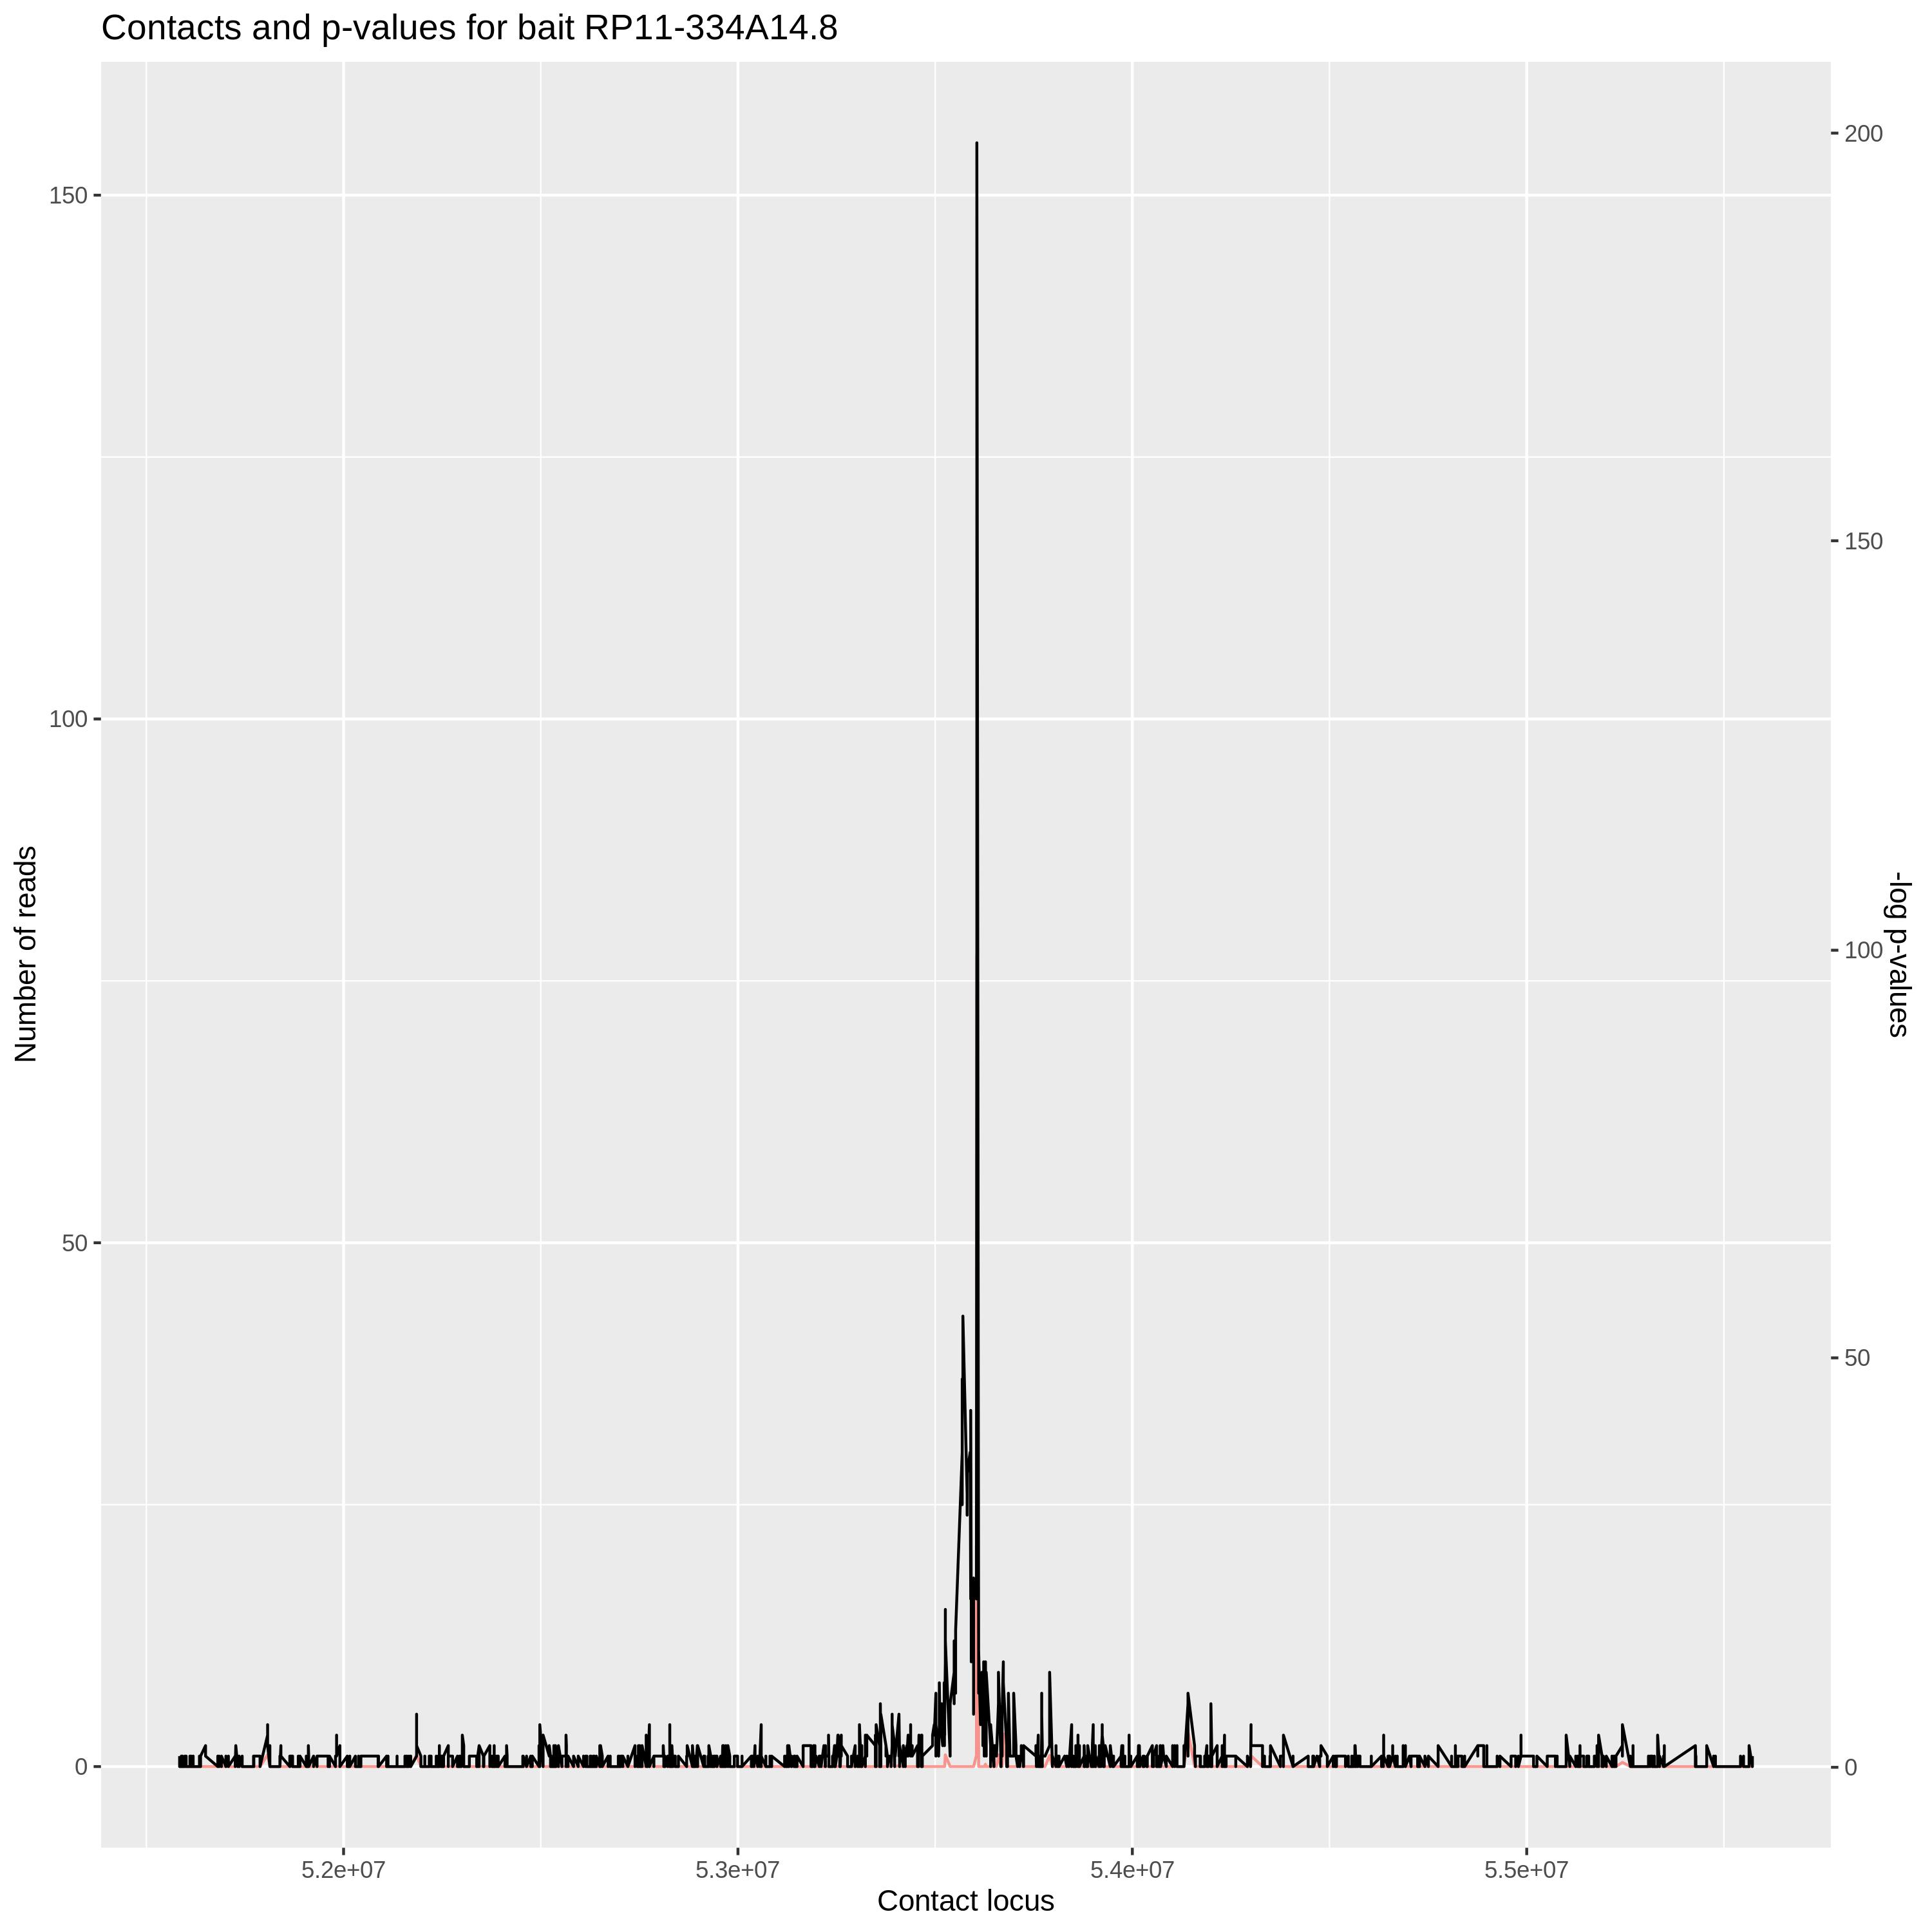 Contacts and p-values for bait RP11-334A14.8
200
150
150
100
100
50
50
0
0
Number of reads
-log p-values
5.2e+07
5.3e+07
5.4e+07
5.5e+07
Contact locus